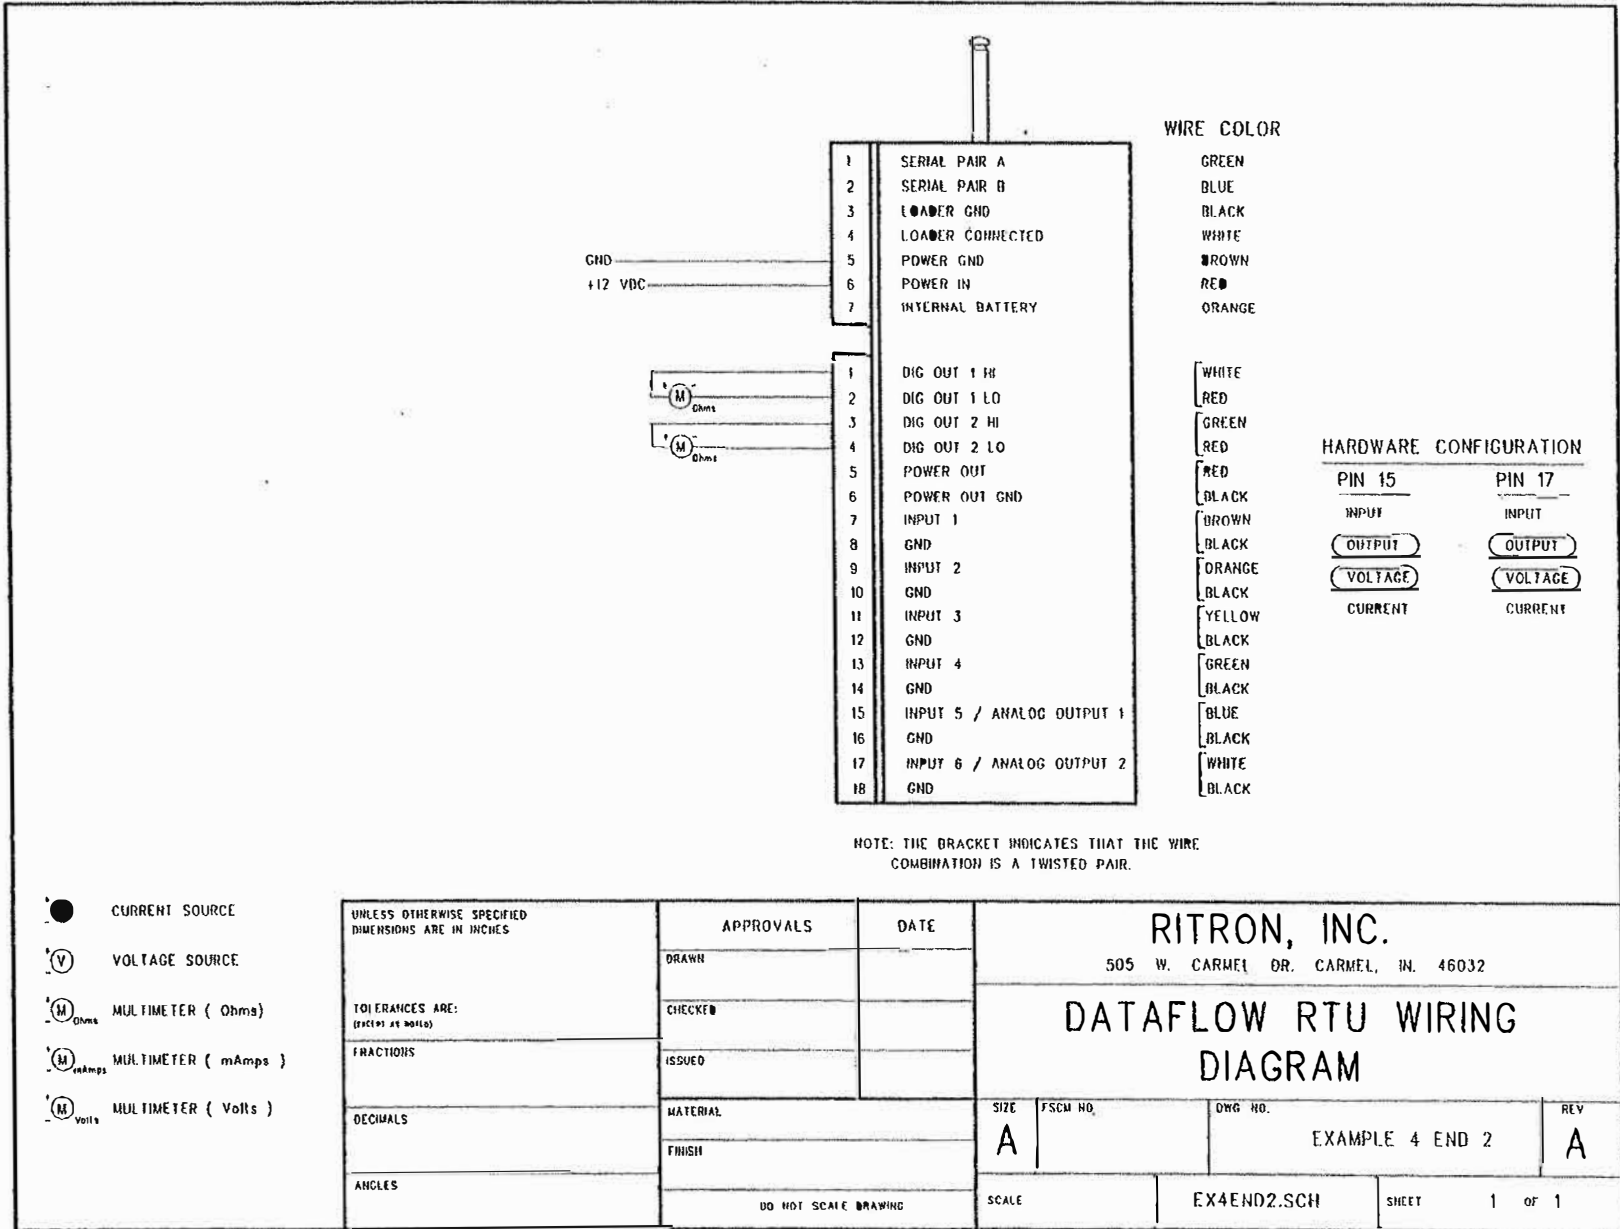 WIRE COLOR
1 SERIAL PAIR A GREEN
2 SERIAL PAIR B BLUE
3 LOADER GND BLACK
4 LOADER CONNECTED WHITE
GND 5 POWER GND BROWN
+12 VDC 6 POWER IN RED
7 INTERNAL BATTERY ORANGE
1 DIG OUT 1 HI WHITE
+ M - Ohms 2 DIG OUT 1 LO RED
3 DIG OUT 2 HI GREEN
+ M - Ohms 4 DIG OUT 2 LO RED
5 POWER OUT RED
6 POWER OUT GND BLACK
7 INPUT 1 BROWN
8 GND BLACK
9 INPUT 2 ORANGE
10 GND BLACK
11 INPUT 3 YELLOW
12 GND BLACK
13 INPUT 4 GREEN
14 GND BLACK
15 INPUT 5 / ANALOG OUTPUT 1 BLUE
16 GND BLACK
17 INPUT 6 / ANALOG OUTPUT 2 WHITE
18 GND BLACK
HARDWARE CONFIGURATION
PIN 15 PIN 17
INPUT INPUT
OUTPUT OUTPUT
VOLTAGE VOLTAGE
CURRENT CURRENT
NOTE: THE BRACKET INDICATES THAT THE WIRE
COMBINATION IS A TWISTED PAIR.
CURRENT SOURCE
V VOLTAGE SOURCE
M Ohms MULTIMETER ( Ohms)
M mAmps MULTIMETER ( mAmps )
M Volts MULTIMETER ( Volts )
UNLESS OTHERWISE SPECIFIED
DIMENSIONS ARE IN INCHES
TOLERANCES ARE:
(EXCEPT AS NOTED)
FRACTIONS
DECIMALS
ANGLES
APPROVALS DATE
DRAWN
CHECKED
ISSUED
MATERIAL
FINISH
DO NOT SCALE DRAWING
RITRON, INC.
505 W. CARMEL DR. CARMEL, IN. 46032
DATAFLOW RTU WIRING
DIAGRAM
SIZE FSCM NO. DWG NO. REV
A EXAMPLE 4 END 2 A
SCALE EX4END2.SCH SHEET 1 OF 1